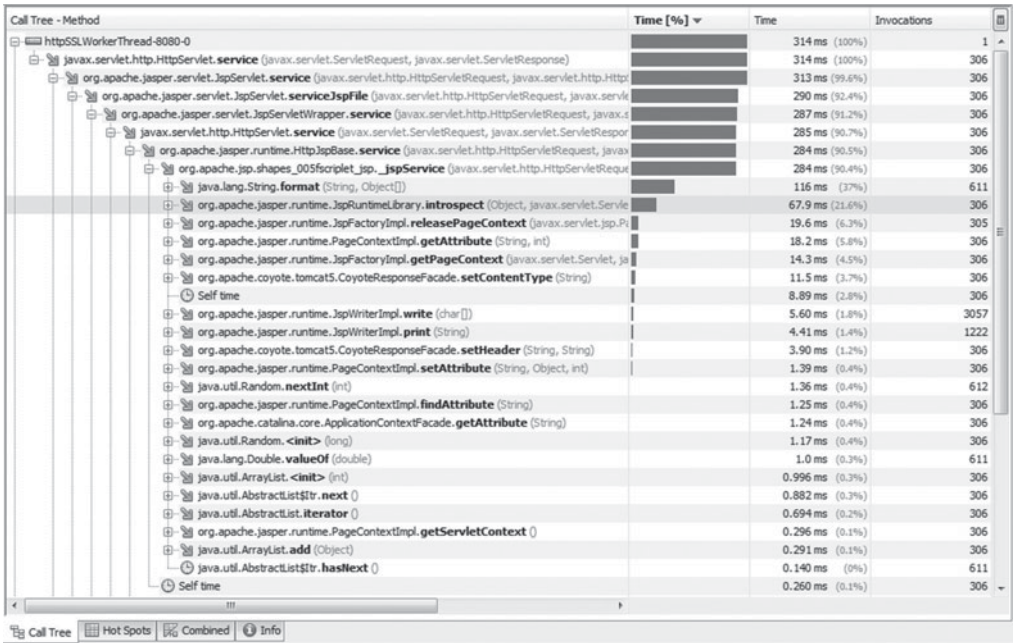 Call Tree - Method Time [%] Time Invocations
httpSSLWorkerThread-8080-0 314 ms (100%) 1
javax.servlet.http.HttpServlet.service (javax.servlet.ServletRequest, javax.servlet.ServletResponse) 314 ms (100%) 306
org.apache.jasper.servlet.JspServlet.service (javax.servlet.http.HttpServletRequest, javax.servlet.http.Http 313 ms (99.6%) 306
org.apache.jasper.servlet.JspServlet.serviceJspFile (javax.servlet.http.HttpServletRequest, javax.servle 290 ms (92.4%) 306
org.apache.jasper.servlet.JspServletWrapper.service (javax.servlet.http.HttpServletRequest, javax.s 287 ms (91.2%) 306
javax.servlet.http.HttpServlet.service (javax.servlet.ServletRequest, javax.servlet.ServletRespor 285 ms (90.7%) 306
org.apache.jasper.runtime.HttpJspBase.service (javax.servlet.http.HttpServletRequest, javax 284 ms (90.5%) 306
org.apache.jsp.shapes_005fscriplet_jsp._jspService (javax.servlet.http.HttpServletReque 284 ms (90.4%) 306
java.lang.String.format (String, Object[]) 116 ms (37%) 611
org.apache.jasper.runtime.JspRuntimeLibrary.introspect (Object, javax.servlet.Servle 67.9 ms (21.6%) 306
org.apache.jasper.runtime.JspFactoryImpl.releasePageContext (javax.servlet.jsp.Pa 19.6 ms (6.3%) 305
org.apache.jasper.runtime.PageContextImpl.getAttribute (String, int) 18.2 ms (5.8%) 306
org.apache.jasper.runtime.JspFactoryImpl.getPageContext (javax.servlet.Servlet, ja 14.3 ms (4.5%) 306
org.apache.coyote.tomcat5.CoyoteResponseFacade.setContentType (String) 11.5 ms (3.7%) 306
Self time 8.89 ms (2.8%) 306
org.apache.jasper.runtime.JspWriterImpl.write (char[]) 5.60 ms (1.8%) 3057
org.apache.jasper.runtime.JspWriterImpl.print (String) 4.41 ms (1.4%) 1222
org.apache.coyote.tomcat5.CoyoteResponseFacade.setHeader (String, String) 3.90 ms (1.2%) 306
org.apache.jasper.runtime.PageContextImpl.setAttribute (String, Object, int) 1.39 ms (0.4%) 306
java.util.Random.nextInt (int) 1.36 ms (0.4%) 612
org.apache.jasper.runtime.PageContextImpl.findAttribute (String) 1.25 ms (0.4%) 306
org.apache.catalina.core.ApplicationContextFacade.getAttribute (String) 1.24 ms (0.4%) 306
java.util.Random.<init> (long) 1.17 ms (0.4%) 306
java.lang.Double.valueOf (double) 1.0 ms (0.3%) 611
java.util.ArrayList.<init> (int) 0.996 ms (0.3%) 306
java.util.AbstractList$Itr.next () 0.882 ms (0.3%) 306
java.util.AbstractList.iterator () 0.694 ms (0.2%) 306
org.apache.jasper.runtime.PageContextImpl.getServletContext () 0.296 ms (0.1%) 306
java.util.ArrayList.add (Object) 0.291 ms (0.1%) 306
java.util.AbstractList$Itr.hasNext () 0.140 ms (0%) 611
Self time 0.260 ms (0.1%) 306
Call Tree Hot Spots Combined Info